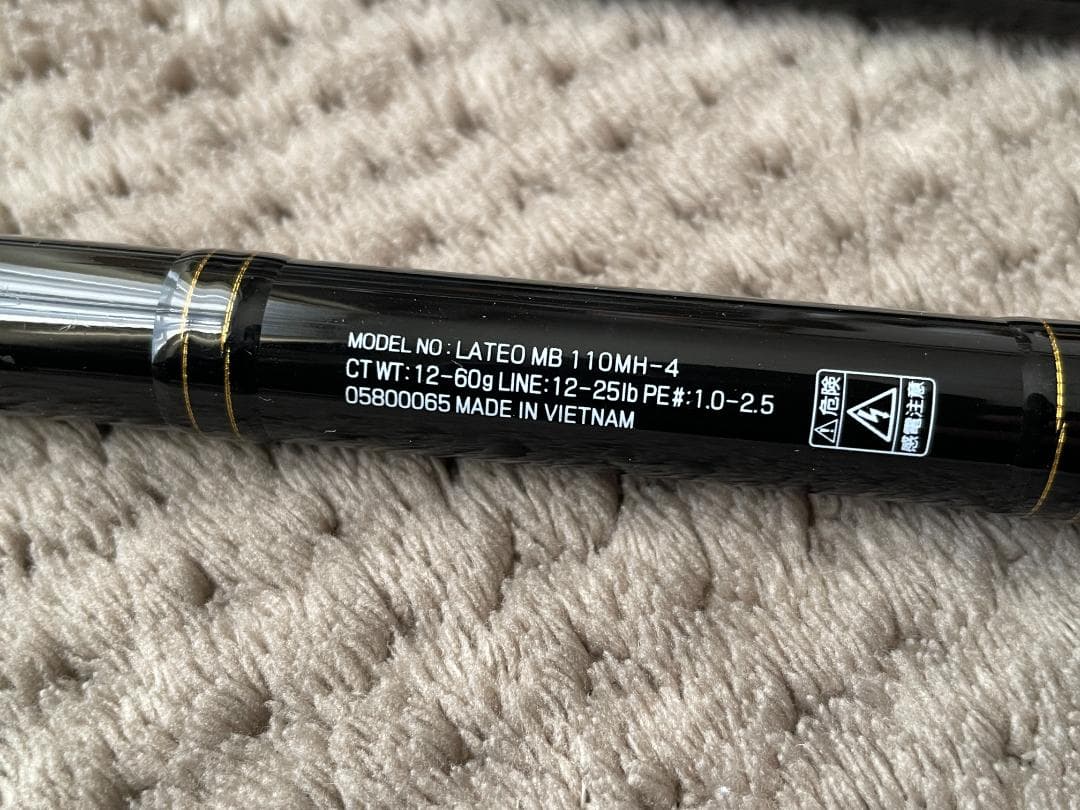 MODEL NO : LATEO MB 110MH-4
CT WT: 12-60g LINE: 12-25lb PE#: 1.0-2.5
05800065 MADE IN VIETNAM
⚠危険
感電注意